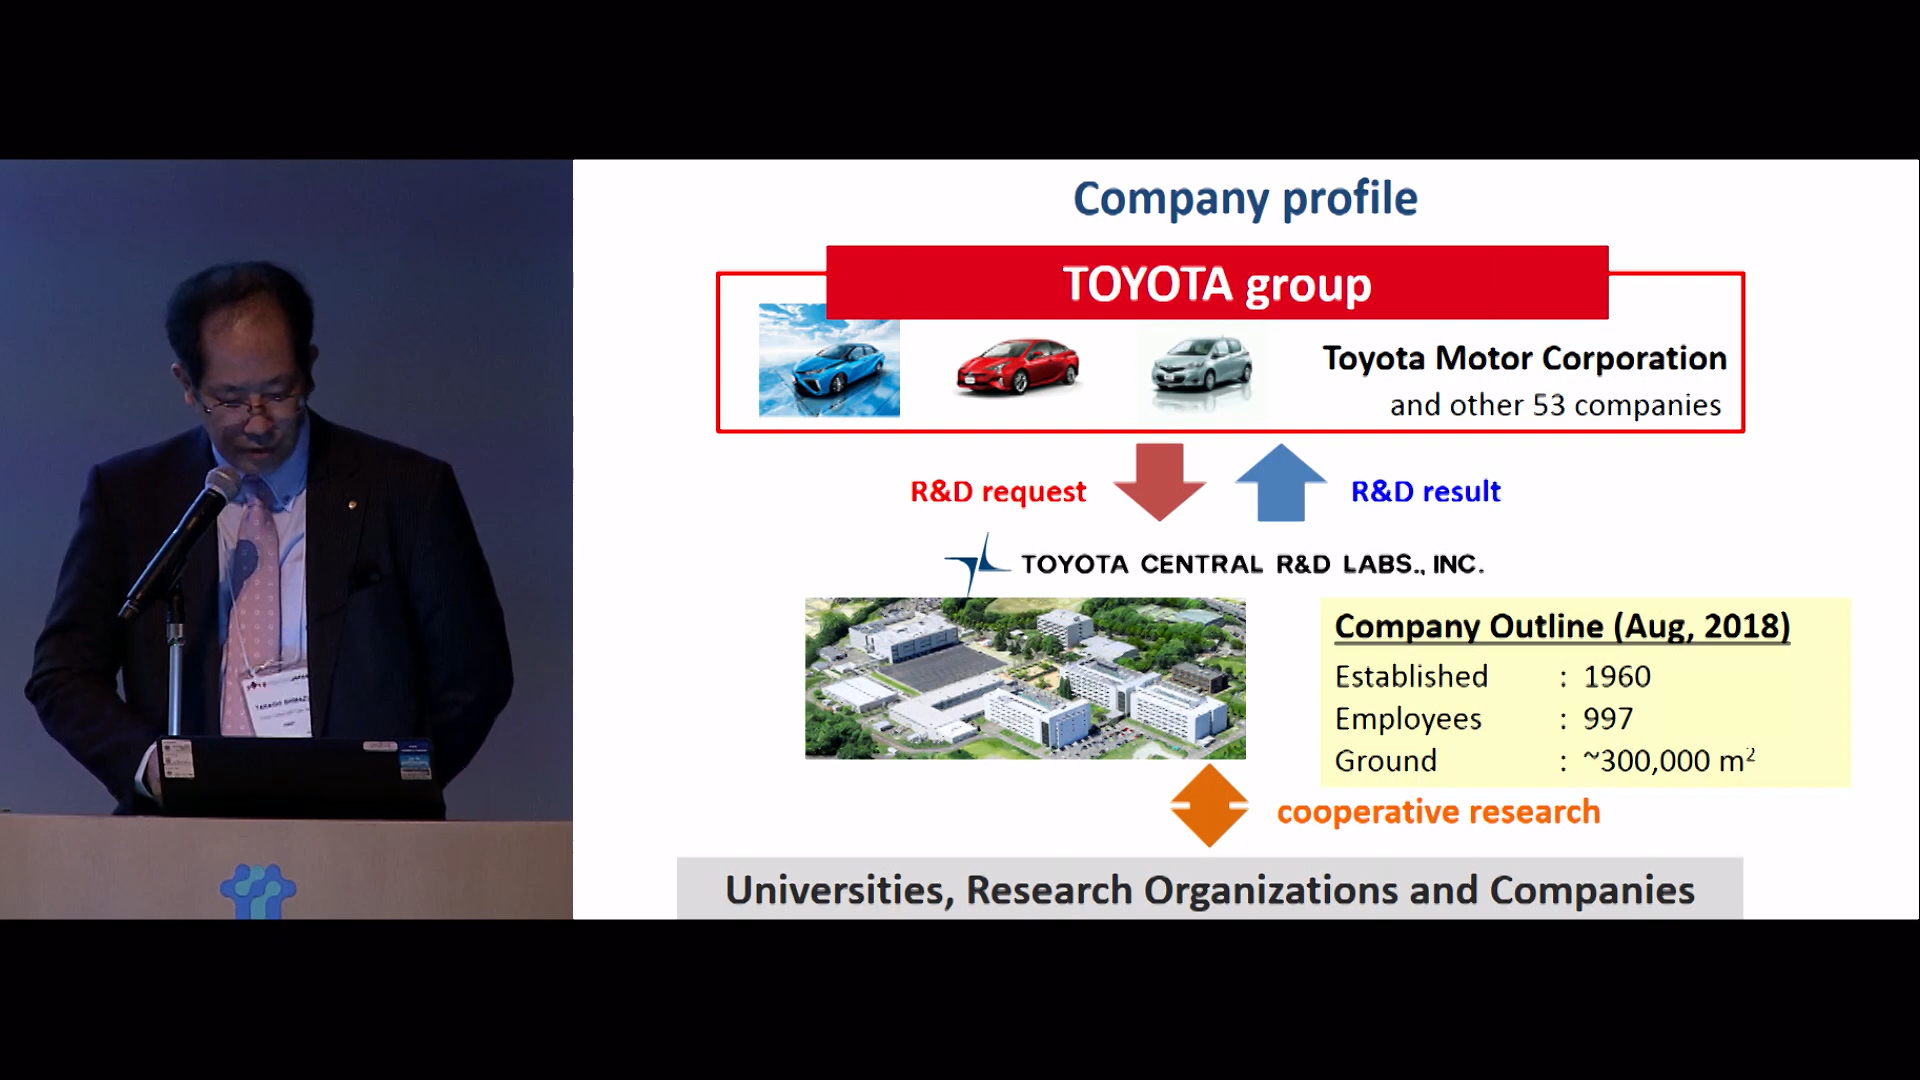 Company profile
TOYOTA group
Toyota Motor Corporation
and other 53 companies
R&D request
R&D result
TOYOTA CENTRAL R&D LABS., INC.
Company Outline (Aug, 2018)
Established : 1960
Employees : 997
Ground : ~300,000 m²
cooperative research
Universities, Research Organizations and Companies